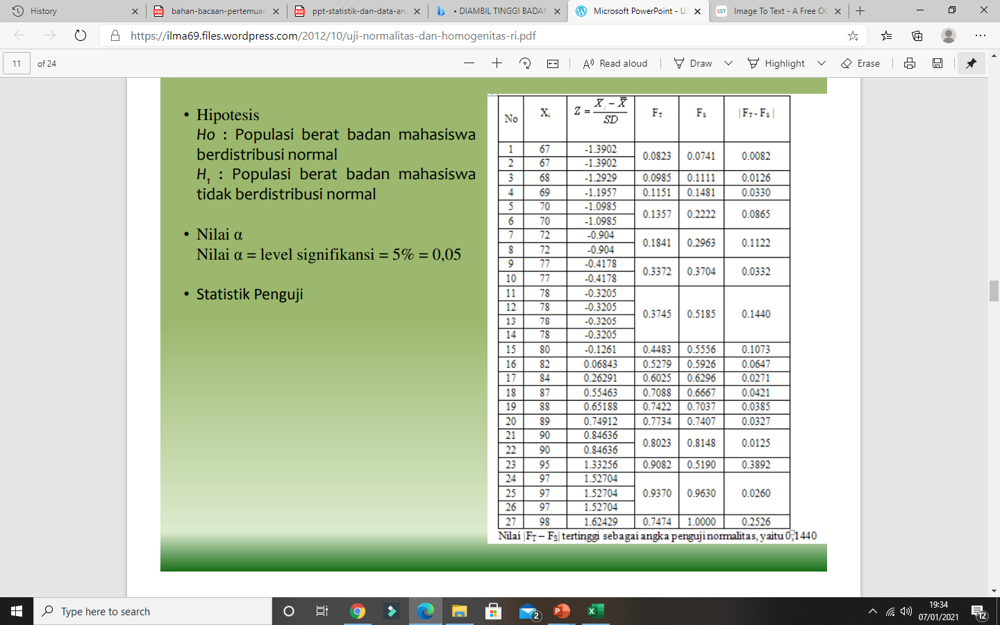 History
bahan-bacaan-pertemuan
ppt-statistik-dan-data-ana
• DIAMBIL TINGGI BADAN
Microsoft PowerPoint - UJ
SST Image To Text - A Free OC
https://ilma69.files.wordpress.com/2012/10/uji-normalitas-dan-homogenitas-ri.pdf
11 of 24
Read aloud
Draw
Highlight
Erase
• Hipotesis
Ho : Populasi berat badan mahasiswa
berdistribusi normal
H1 : Populasi berat badan mahasiswa
tidak berdistribusi normal
• Nilai α
Nilai α = level signifikansi = 5% = 0,05
• Statistik Penguji
No Xi Z = (Xi − X̄)/SD FT FS | FT - FS |
1 67 -1.3902 0.0823 0.0741 0.0082
2 67 -1.3902
3 68 -1.2929 0.0985 0.1111 0.0126
4 69 -1.1957 0.1151 0.1481 0.0330
5 70 -1.0985 0.1357 0.2222 0.0865
6 70 -1.0985
7 72 -0.904 0.1841 0.2963 0.1122
8 72 -0.904
9 77 -0.4178 0.3372 0.3704 0.0332
10 77 -0.4178
11 78 -0.3205 0.3745 0.5185 0.1440
12 78 -0.3205
13 78 -0.3205
14 78 -0.3205
15 80 -0.1261 0.4483 0.5556 0.1073
16 82 0.06843 0.5279 0.5926 0.0647
17 84 0.26291 0.6025 0.6296 0.0271
18 87 0.55463 0.7088 0.6667 0.0421
19 88 0.65188 0.7422 0.7037 0.0385
20 89 0.74912 0.7734 0.7407 0.0327
21 90 0.84636 0.8023 0.8148 0.0125
22 90 0.84636
23 95 1.33256 0.9082 0.5190 0.3892
24 97 1.52704 0.9370 0.9630 0.0260
25 97 1.52704
26 97 1.52704
27 98 1.62429 0.7474 1.0000 0.2526
Nilai |FT – FS| tertinggi sebagai angka penguji normalitas, yaitu 0,1440
Type here to search
2
19:34
07/01/2021
12